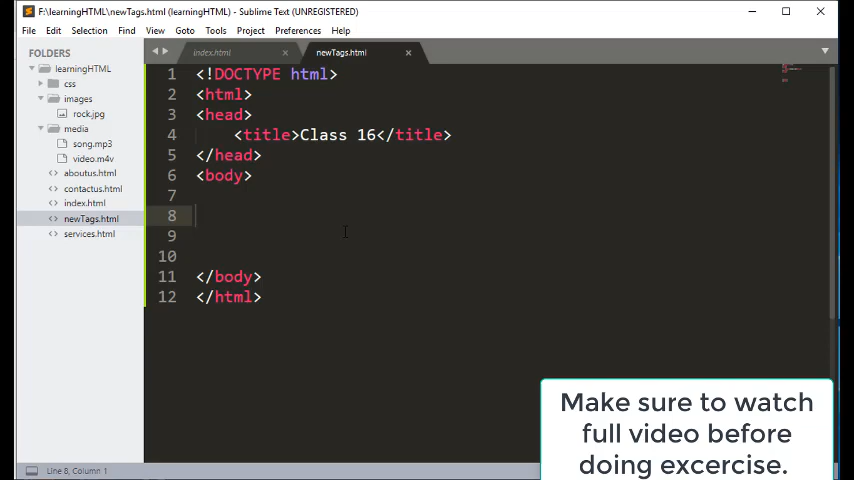 F:\learningHTML\newTags.html (learningHTML) - Sublime Text (UNREGISTERED)
File Edit Selection Find View Goto Tools Project Preferences Help
FOLDERS
learningHTML
css
images
rock.jpg
media
song.mp3
video.m4v
aboutus.html
contactus.html
index.html
newTags.html
services.html
index.html × newTags.html ×
1 <!DOCTYPE html>
2 <html>
3 <head>
4 <title>Class 16</title>
5 </head>
6 <body>
7
8
9
10
11 </body>
12 </html>
Make sure to watch
full video before
doing excercise.
Line 8, Column 1